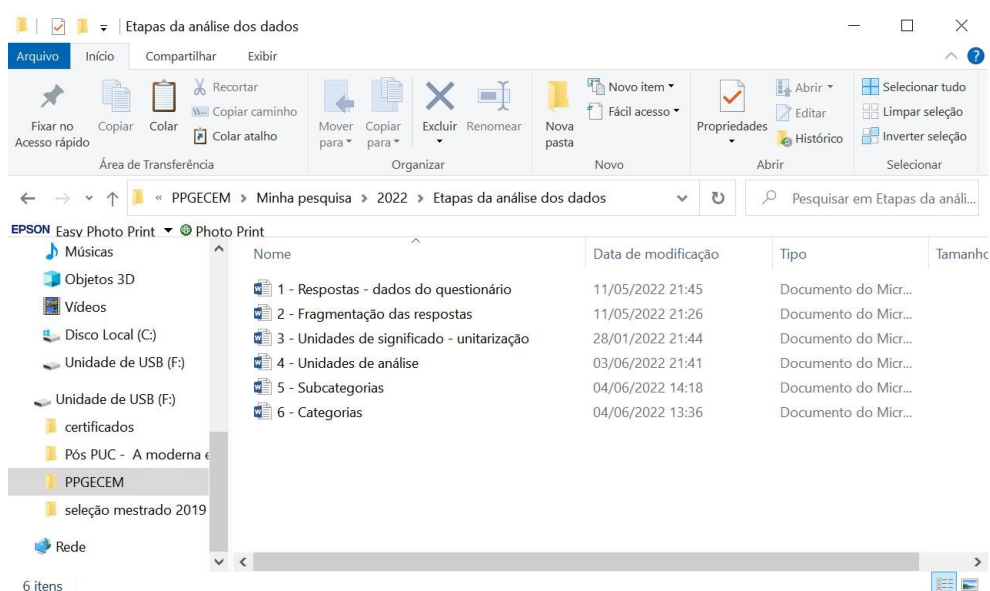 Etapas da análise dos dados
Arquivo Início Compartilhar Exibir
Fixar no Acesso rápido
Copiar
Colar
Recortar
Copiar caminho
Colar atalho
Área de Transferência
Mover para
Copiar para
Excluir
Renomear
Organizar
Nova pasta
Novo item
Fácil acesso
Novo
Propriedades
Abrir
Editar
Histórico
Abrir
Selecionar tudo
Limpar seleção
Inverter seleção
Selecionar
« PPGECEM > Minha pesquisa > 2022 > Etapas da análise dos dados
Pesquisar em Etapas da análi...
EPSON Easy Photo Print Photo Print
Músicas
Objetos 3D
Vídeos
Disco Local (C:)
Unidade de USB (F:)
Unidade de USB (F:)
certificados
Pós PUC - A moderna e
PPGECEM
seleção mestrado 2019
Rede
Nome Data de modificação Tipo Tamanho
1 - Respostas - dados do questionário 11/05/2022 21:45 Documento do Micr...
2 - Fragmentação das respostas 11/05/2022 21:26 Documento do Micr...
3 - Unidades de significado - unitarização 28/01/2022 21:44 Documento do Micr...
4 - Unidades de análise 03/06/2022 21:41 Documento do Micr...
5 - Subcategorias 04/06/2022 14:18 Documento do Micr...
6 - Categorias 04/06/2022 13:36 Documento do Micr...
6 itens